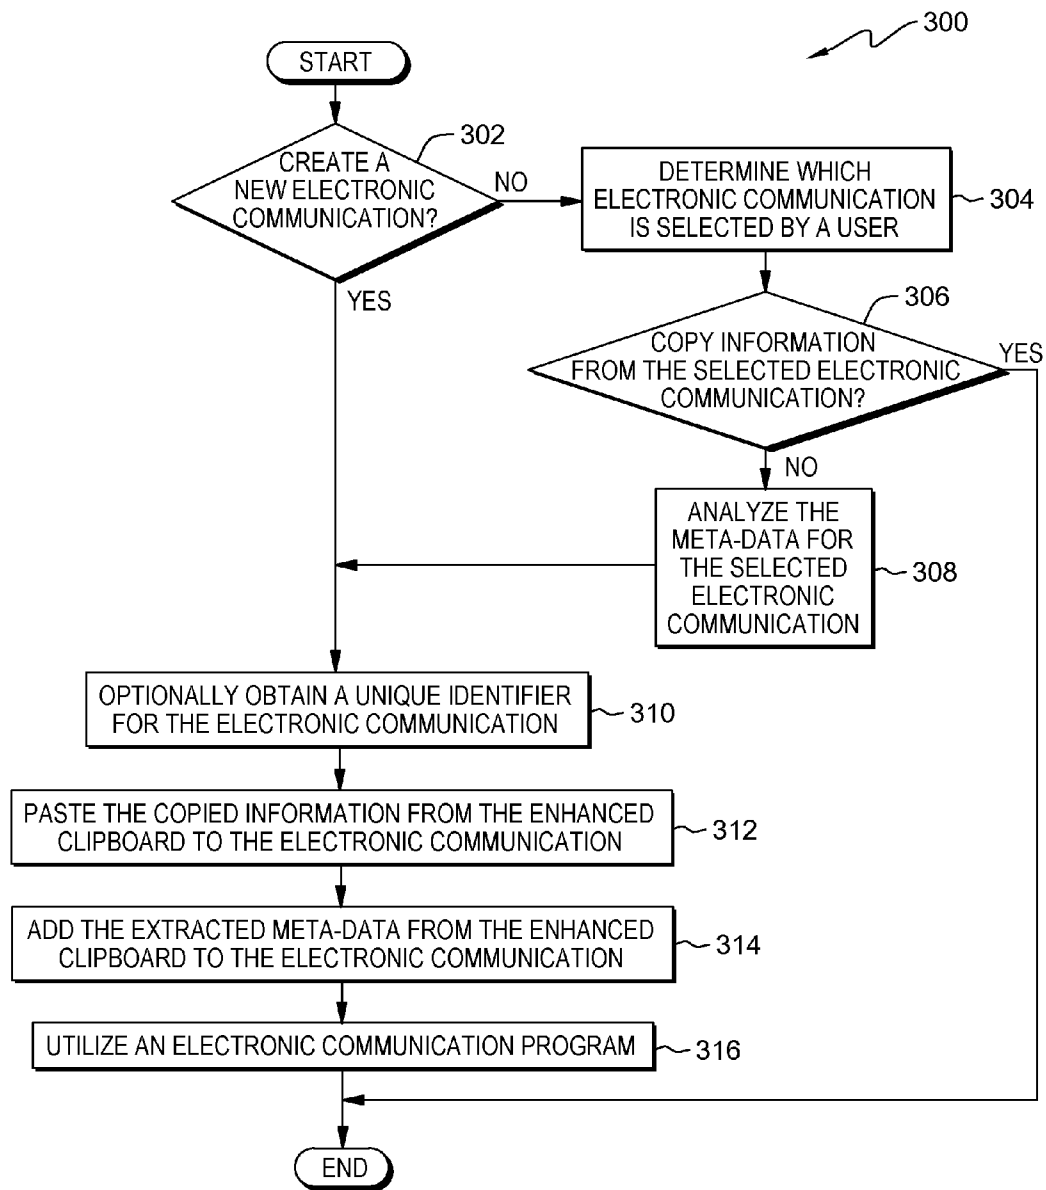 300
START
302
CREATE A
NEW ELECTRONIC
COMMUNICATION?
NO
YES
DETERMINE WHICH
ELECTRONIC COMMUNICATION
IS SELECTED BY A USER
304
306
COPY INFORMATION
FROM THE SELECTED ELECTRONIC
COMMUNICATION?
YES
NO
ANALYZE THE
META-DATA FOR
THE SELECTED
ELECTRONIC
COMMUNICATION
308
OPTIONALLY OBTAIN A UNIQUE IDENTIFIER
FOR THE ELECTRONIC COMMUNICATION
310
PASTE THE COPIED INFORMATION FROM THE ENHANCED
CLIPBOARD TO THE ELECTRONIC COMMUNICATION
312
ADD THE EXTRACTED META-DATA FROM THE ENHANCED
CLIPBOARD TO THE ELECTRONIC COMMUNICATION
314
UTILIZE AN ELECTRONIC COMMUNICATION PROGRAM
316
END